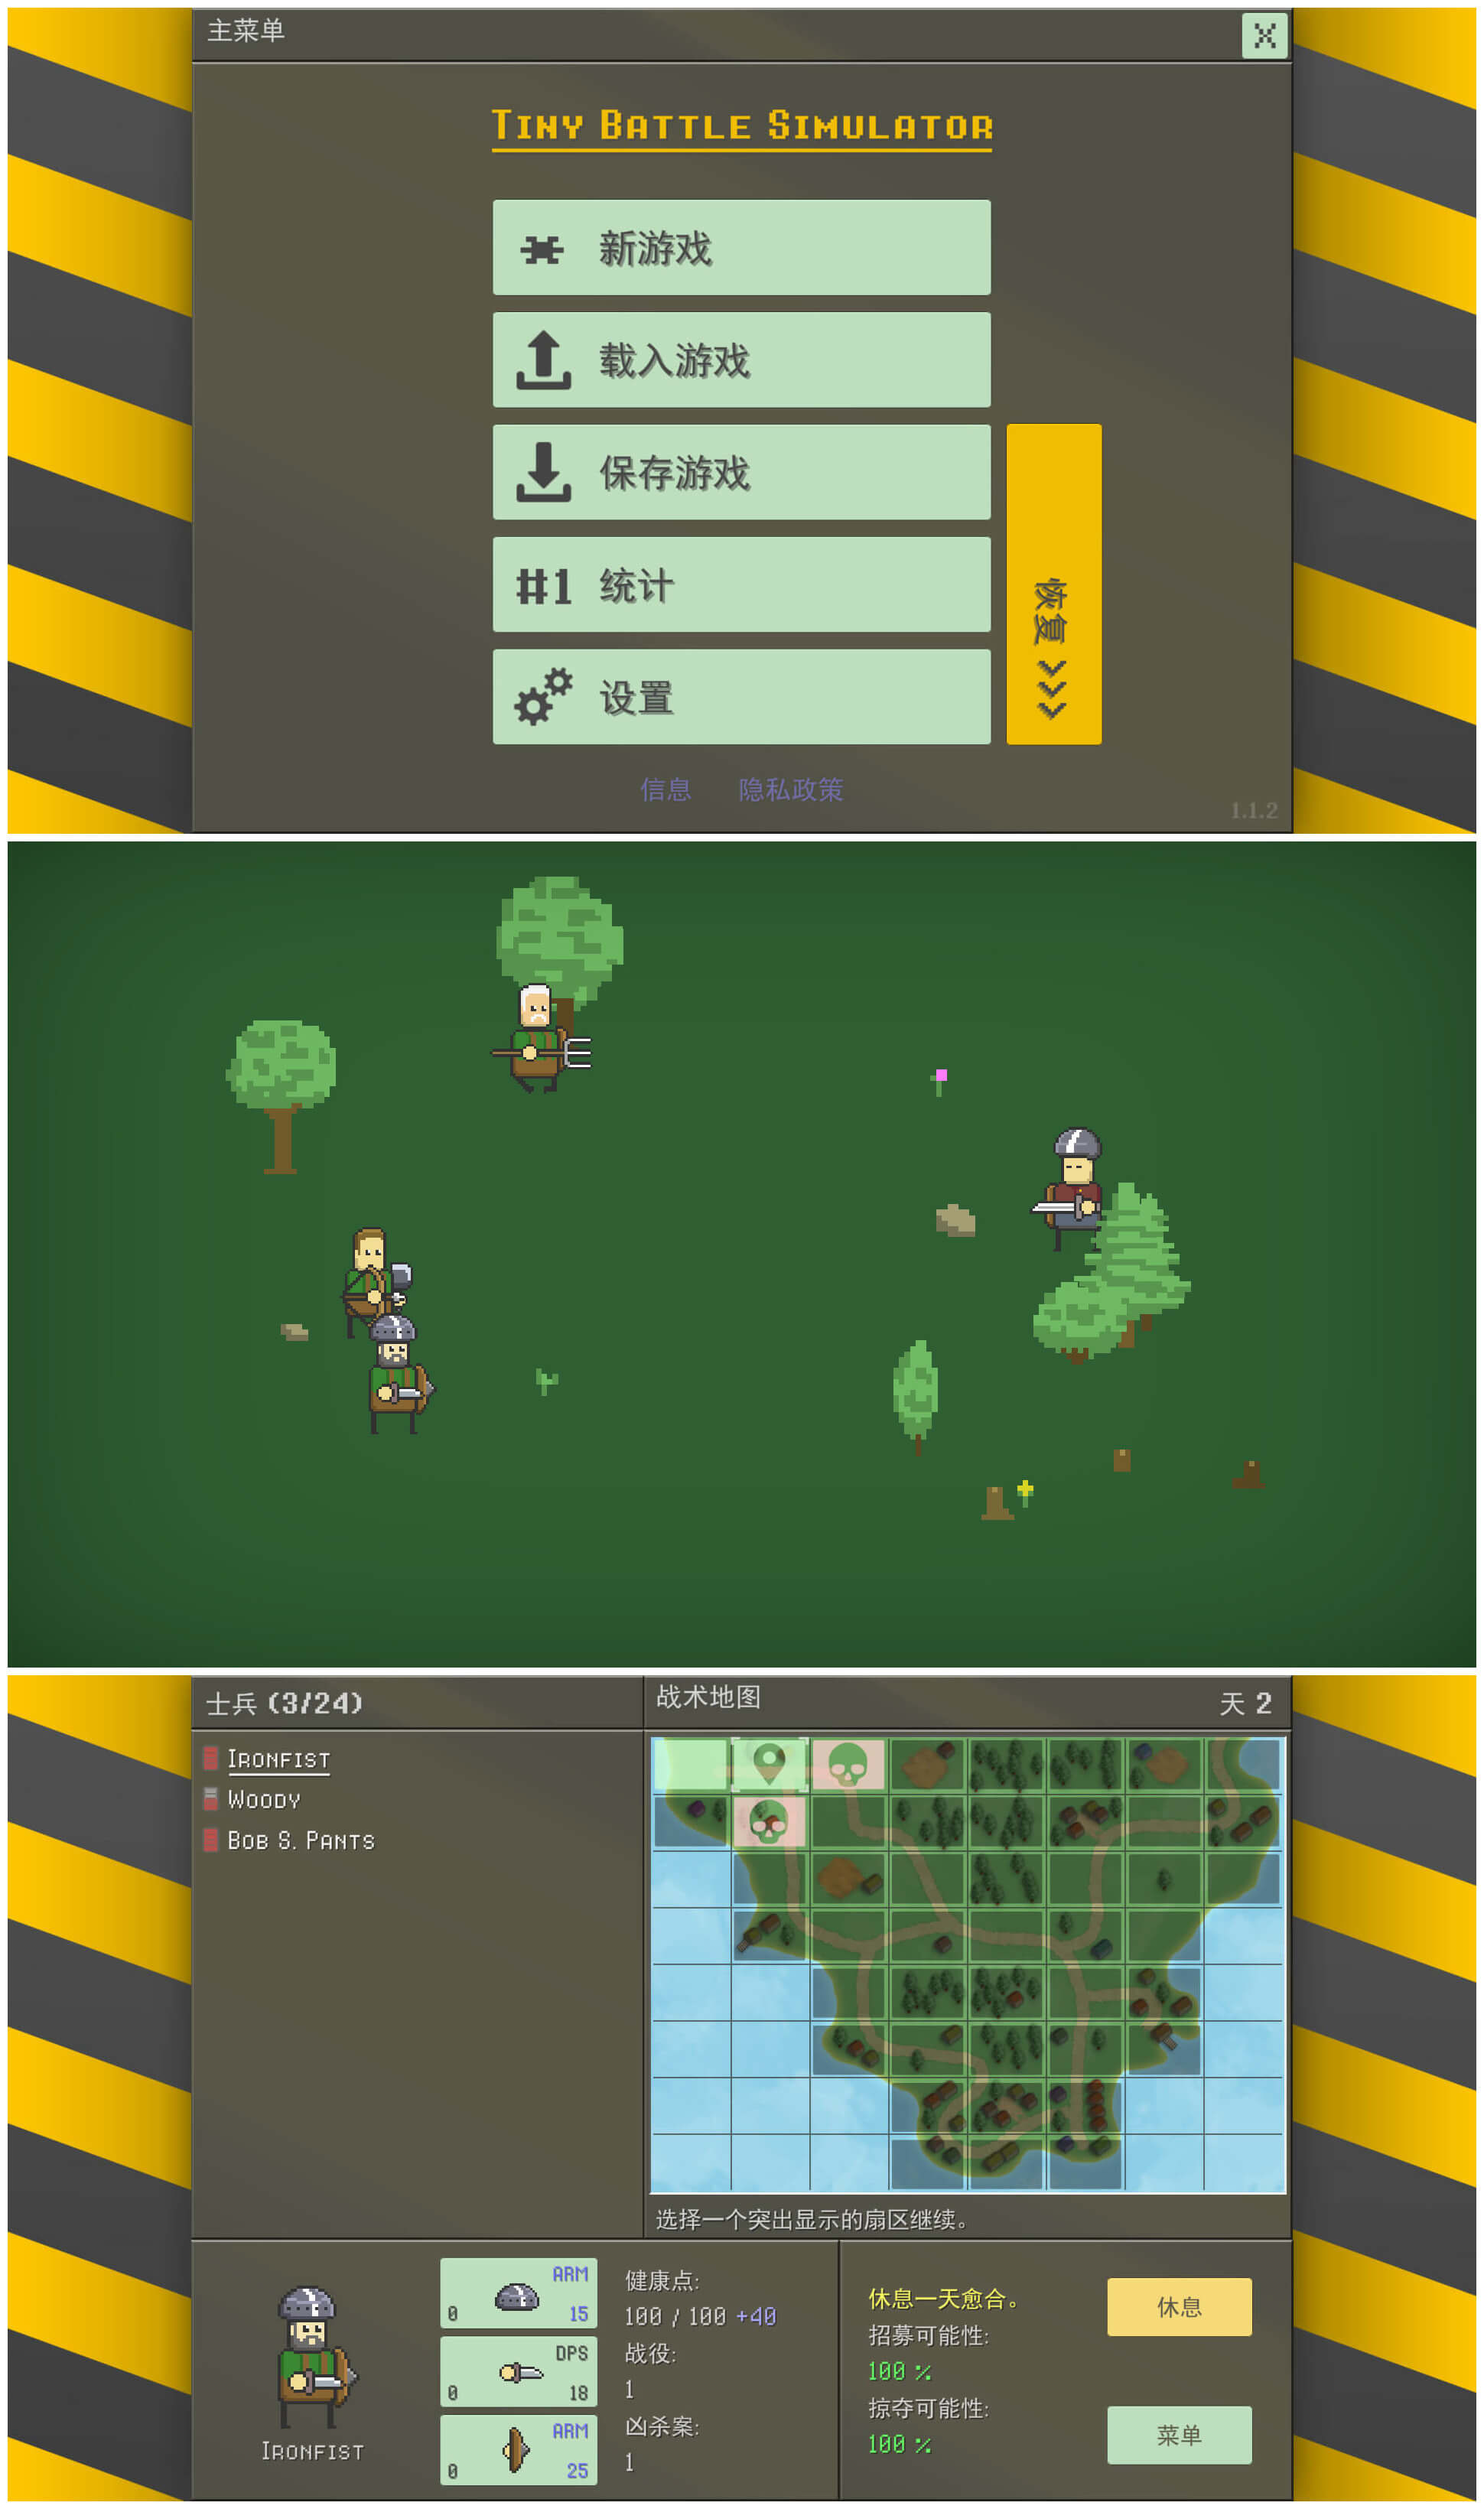 主菜单
TINY BATTLE SIMULATOR
新游戏
载入游戏
保存游戏
#1 统计
设置
恢复
信息 隐私政策
1.1.2
士兵 (3/24)
战术地图
天 2
IRONFIST
WOODY
BOB S. PANTS
选择一个突出显示的扇区继续。
IRONFIST
ARM
0 15
DPS
0 18
ARM
0 25
健康点:
100 / 100 +40
战役:
1
凶杀案:
1
休息一天愈合。
招募可能性:
100 %
掠夺可能性:
100 %
休息
菜单